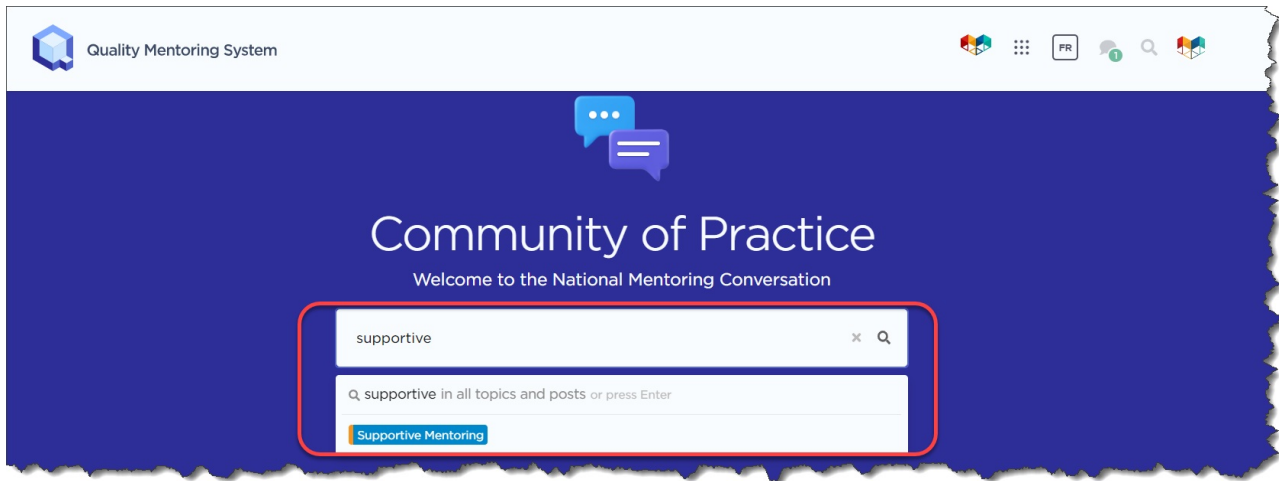 Quality Mentoring System
FR
1
Community of Practice
Welcome to the National Mentoring Conversation
supportive
supportive in all topics and posts or press Enter
Supportive Mentoring